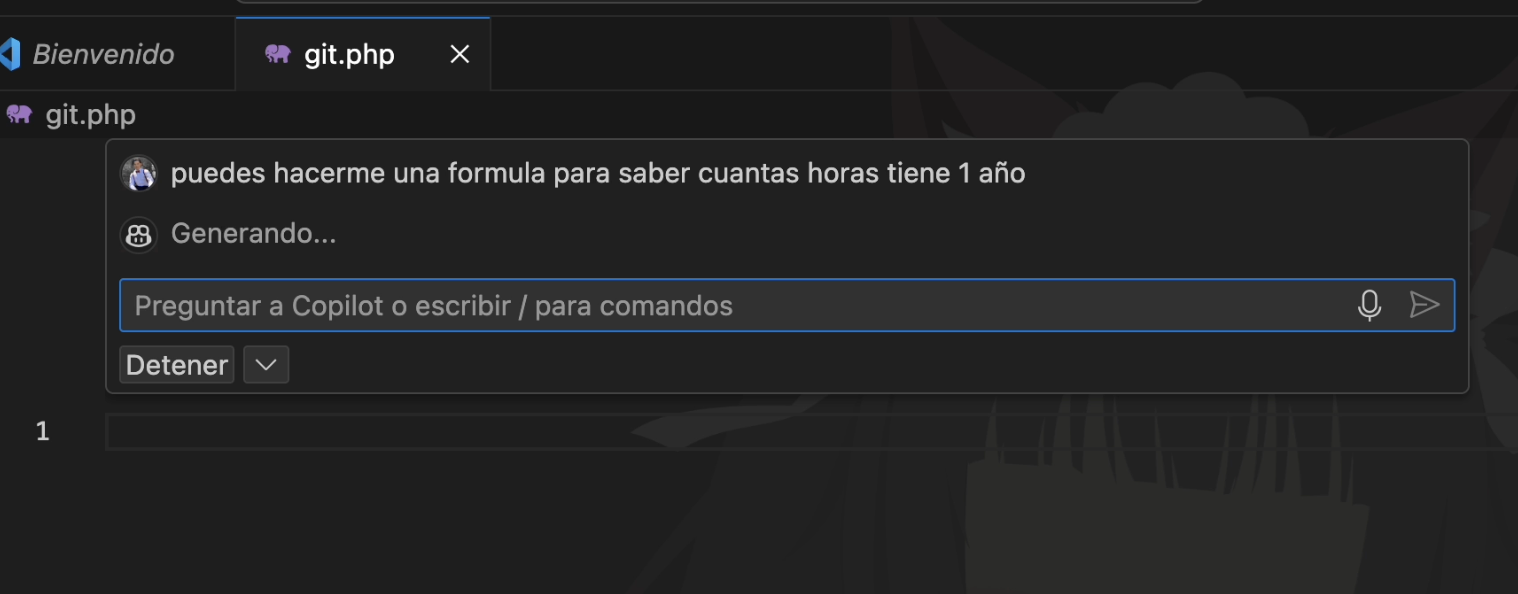 Bienvenido
git.php
git.php
puedes hacerme una formula para saber cuantas horas tiene 1 año
Generando...
Preguntar a Copilot o escribir / para comandos
Detener
1